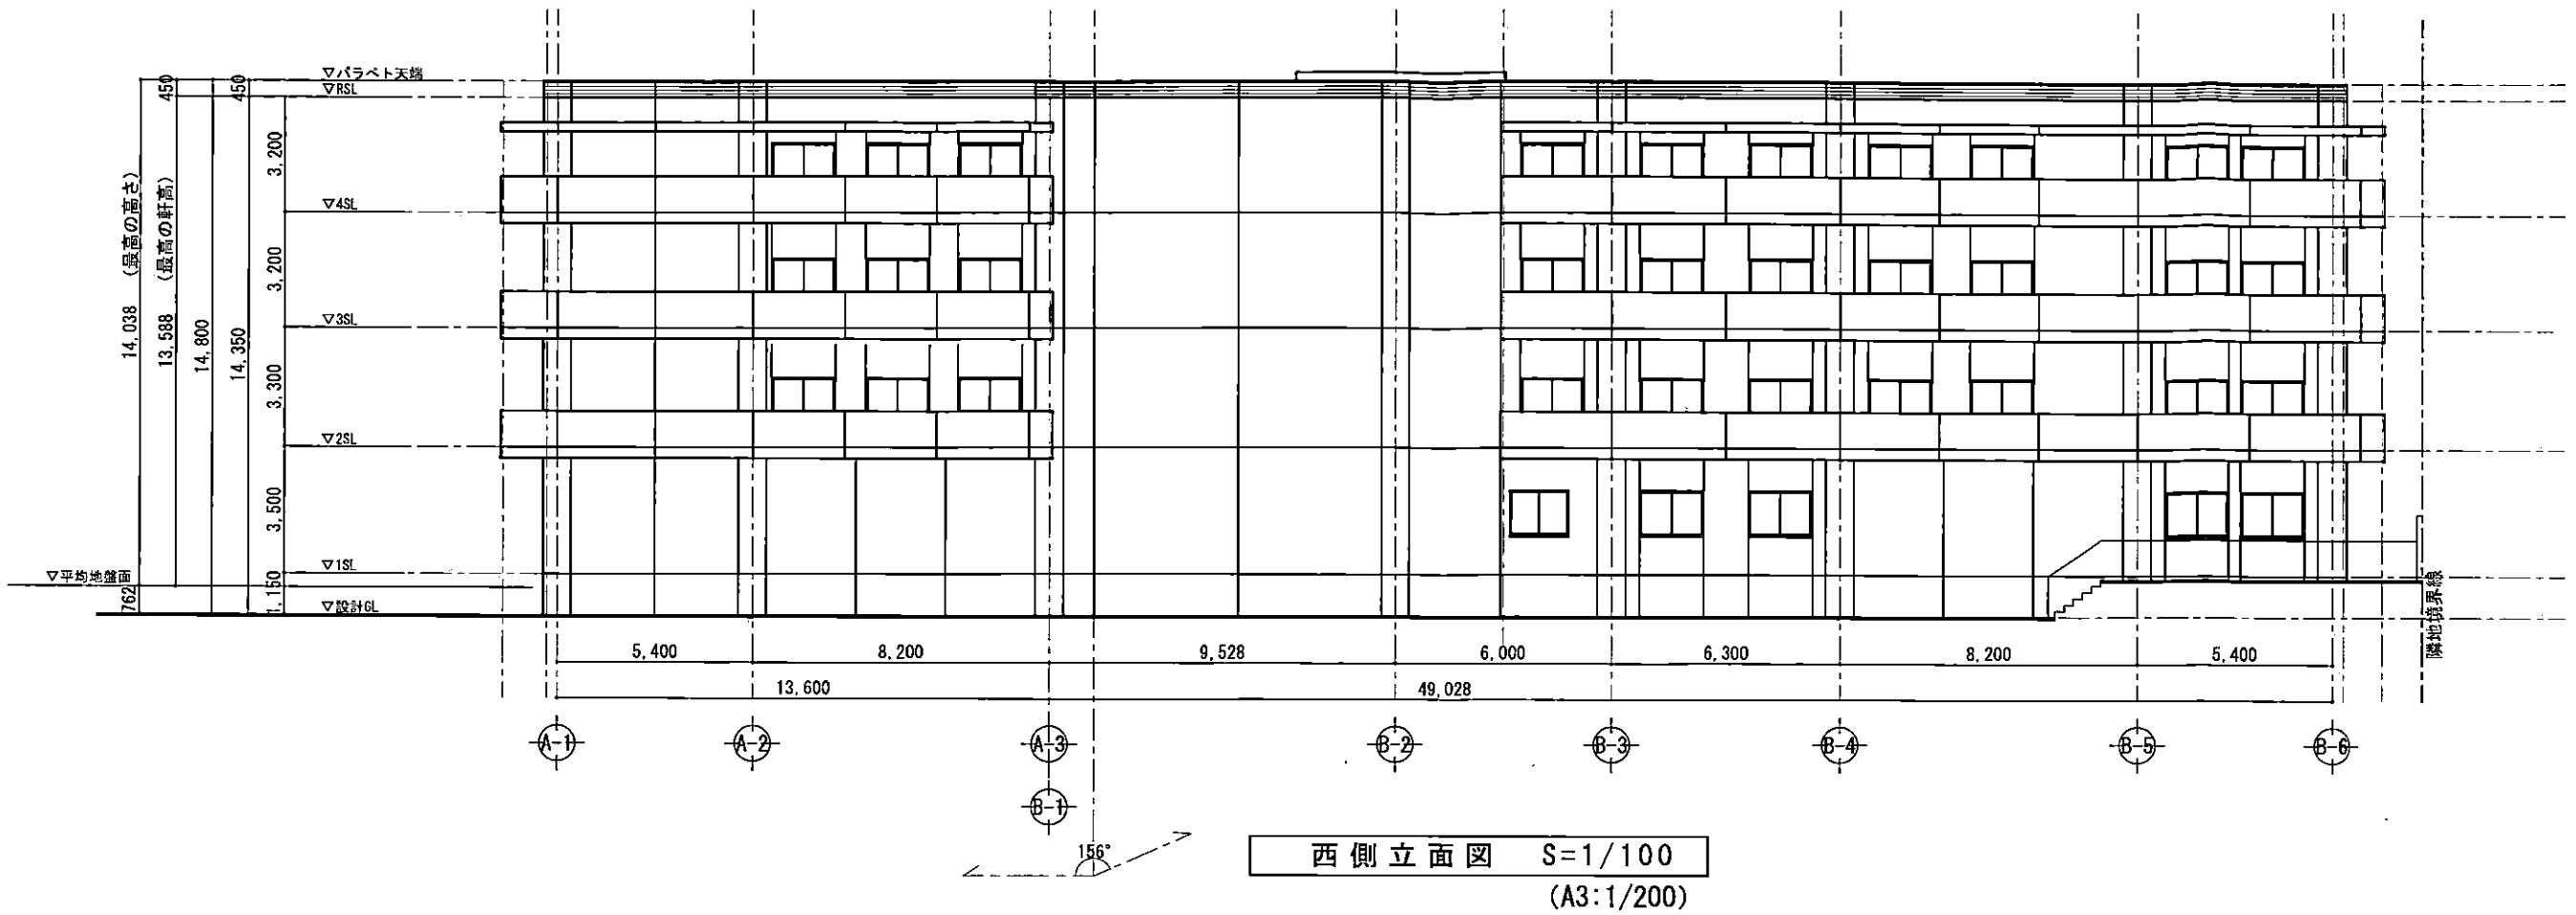 ▽パラペト天端
▽RSL
▽4SL
▽3SL
▽2SL
▽1SL
▽平均地盤面
▽設計GL
14,038 (最高の高さ)
762
450
13,588 (最高の軒高)
14,800
450
14,350
3,200
3,200
3,300
3,500
1,150
隣地境界線
5,400 8,200 9,528 6,000 6,300 8,200 5,400
13,600 49,028
A-1 A-2 A-3 B-2 B-3 B-4 B-5 B-6
B-1
156°
西側立面図 S=1/100
(A3:1/200)